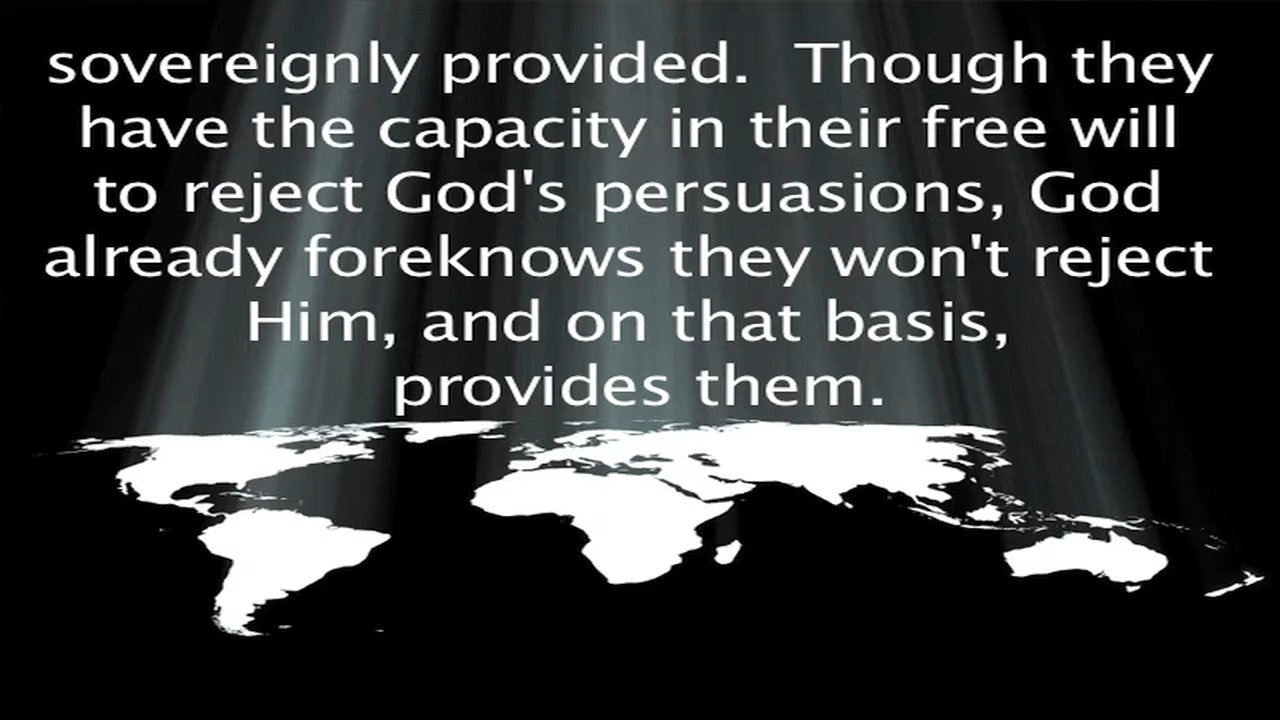 sovereignly provided.  Though they
have the capacity in their free will
to reject God's persuasions, God
already foreknows they won't reject
Him, and on that basis,
provides them.